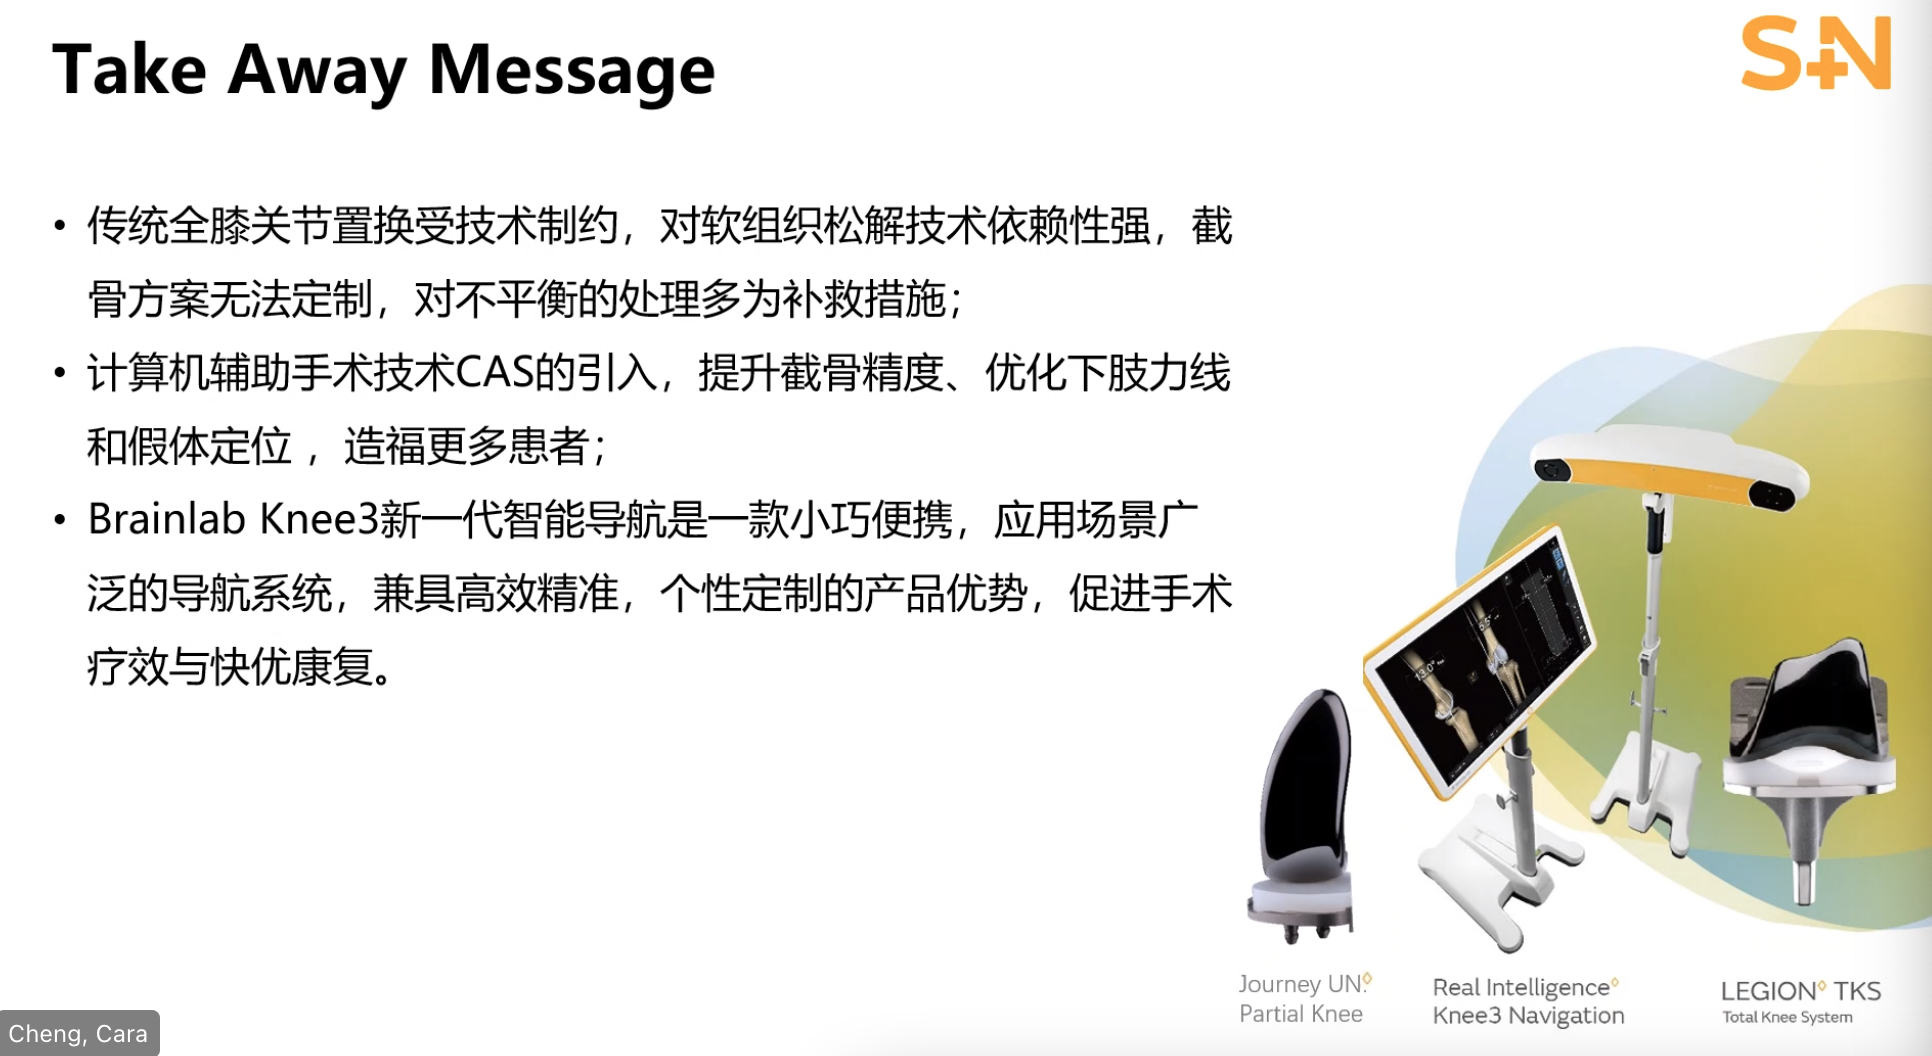 Take Away Message
S+N
• 传统全膝关节置换受技术制约，对软组织松解技术依赖性强，截
骨方案无法定制，对不平衡的处理多为补救措施；
• 计算机辅助手术技术CAS的引入，提升截骨精度、优化下肢力线
和假体定位 ，造福更多患者；
• Brainlab Knee3新一代智能导航是一款小巧便携，应用场景广
泛的导航系统，兼具高效精准，个性定制的产品优势，促进手术
疗效与快优康复。
13.0°
Journey UN◊
Partial Knee
Real Intelligence◊
Knee3 Navigation
LEGION◊ TKS
Total Knee System
Cheng, Cara